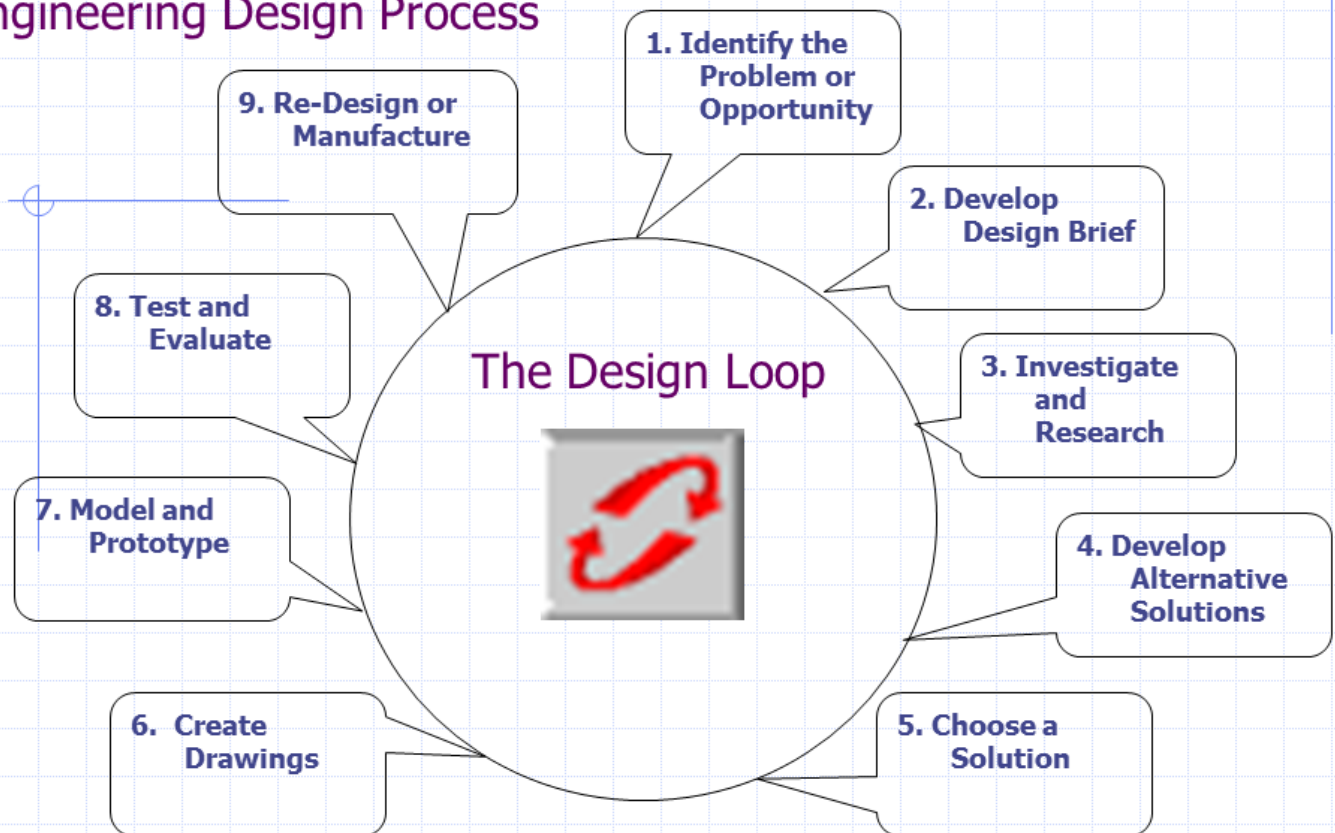 ngineering Design Process
1. Identify the
Problem or
Opportunity
2. Develop
Design Brief
3. Investigate
and
Research
4. Develop
Alternative
Solutions
5. Choose a
Solution
6. Create
Drawings
7. Model and
Prototype
8. Test and
Evaluate
9. Re-Design or
Manufacture
The Design Loop